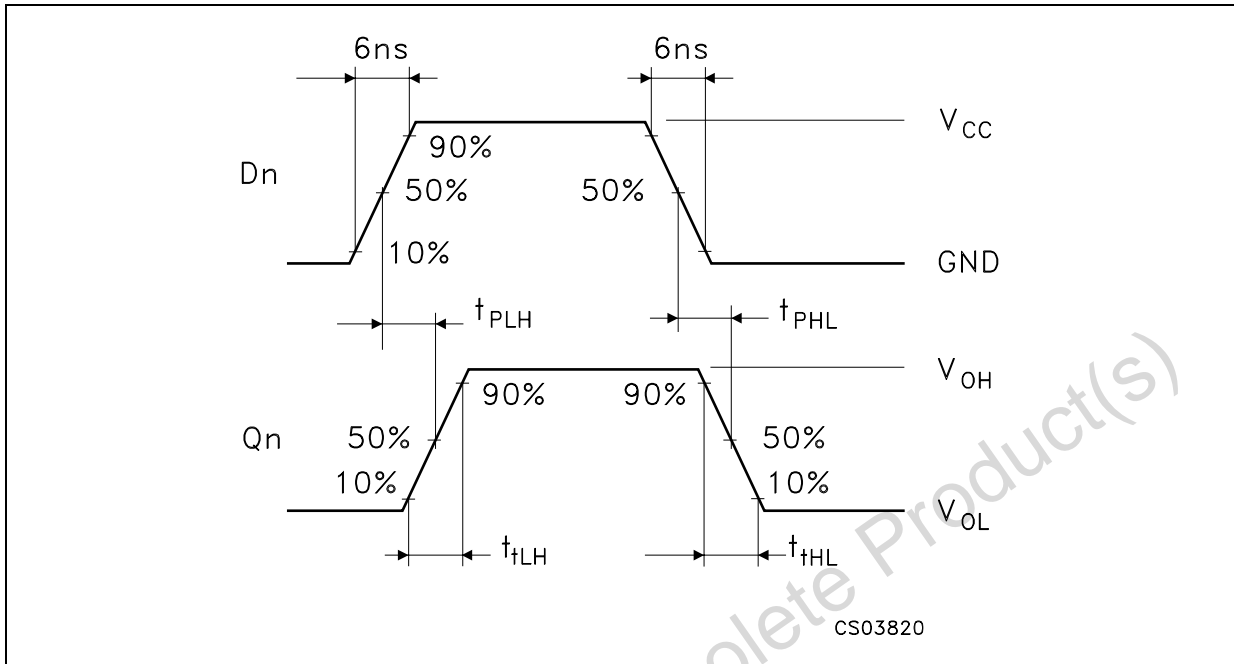 6ns 6ns
V_CC
90%
Dn 50% 50%
10% GND
t_PLH t_PHL
V_OH
90% 90%
Qn 50% 50%
10% 10%
V_OL
t_tLH t_tHL
Product(s)
CS03820